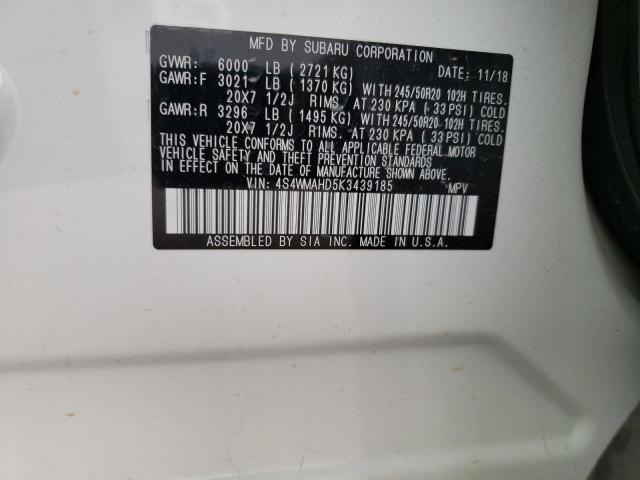 MFD BY SUBARU CORPORATION
GVWR: 6000 LB (2721 KG) DATE: 11/18
GAWR:F 3021 LB (1370 KG) WITH 245/50R20 102H TIRES.
20X7 1/2J RIMS. AT 230 KPA (33 PSI) COLD
GAWR:R 3296 LB (1495 KG) WITH 245/50R20 102H TIRES.
20X7 1/2J RIMS. AT 230 KPA (33 PSI) COLD
THIS VEHICLE CONFORMS TO ALL APPLICABLE FEDERAL MOTOR
VEHICLE SAFETY AND THEFT PREVENTION STANDARDS
IN EFFECT ON THE DATE OF MANUFACTURE SHOWN ABOVE.
VIN: 4S4WMAHD5K3439185 MPV
ASSEMBLED BY SIA INC. MADE IN U.S.A.